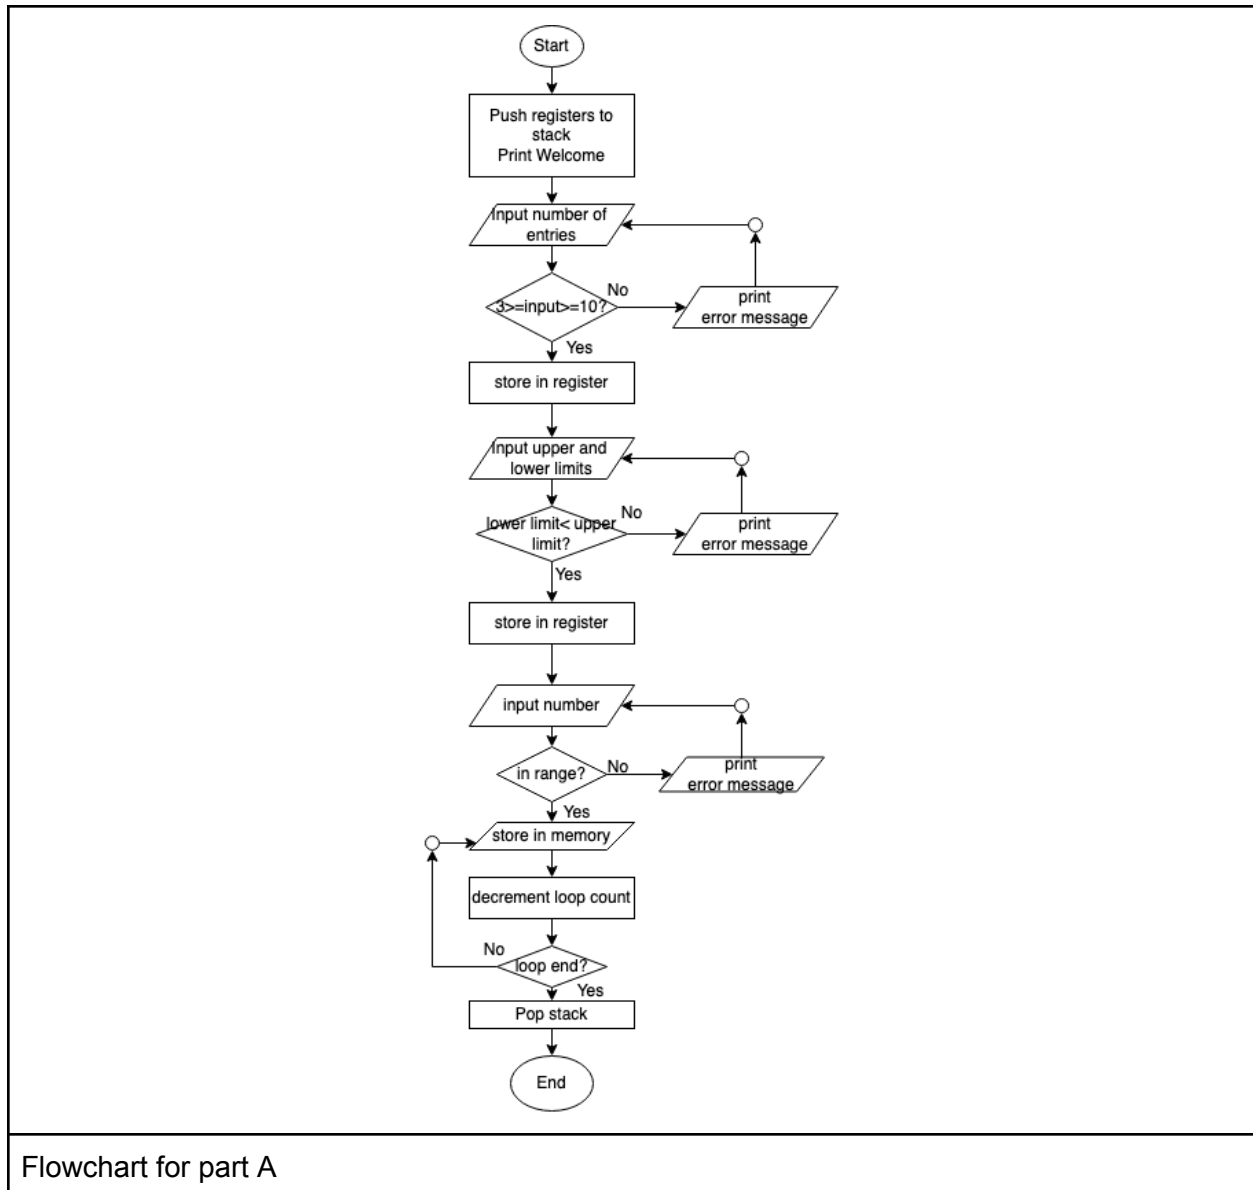 Start
Push registers to
stack
Print Welcome
Input number of
entries
3>=input>=10?
No
print
error message
Yes
store in register
Input upper and
lower limits
lower limit< upper
limit?
No
print
error message
Yes
store in register
input number
in range?
No
print
error message
Yes
store in memory
decrement loop count
No
loop end?
Yes
Pop stack
End
Flowchart for part A